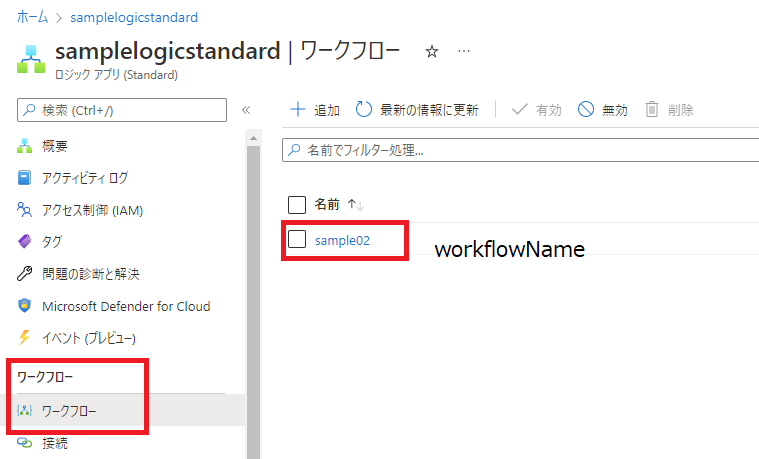 ホーム > samplelogicstandard
samplelogicstandard | ワークフロー ☆ …
ロジック アプリ (Standard)
検索 (Ctrl+/) «
概要
アクティビティ ログ
アクセス制御 (IAM)
タグ
問題の診断と解決
Microsoft Defender for Cloud
イベント (プレビュー)
ワークフロー
ワークフロー
接続
追加 最新の情報に更新 有効 無効 削除
名前でフィルター処理...
名前 ↑↓
sample02
workflowName